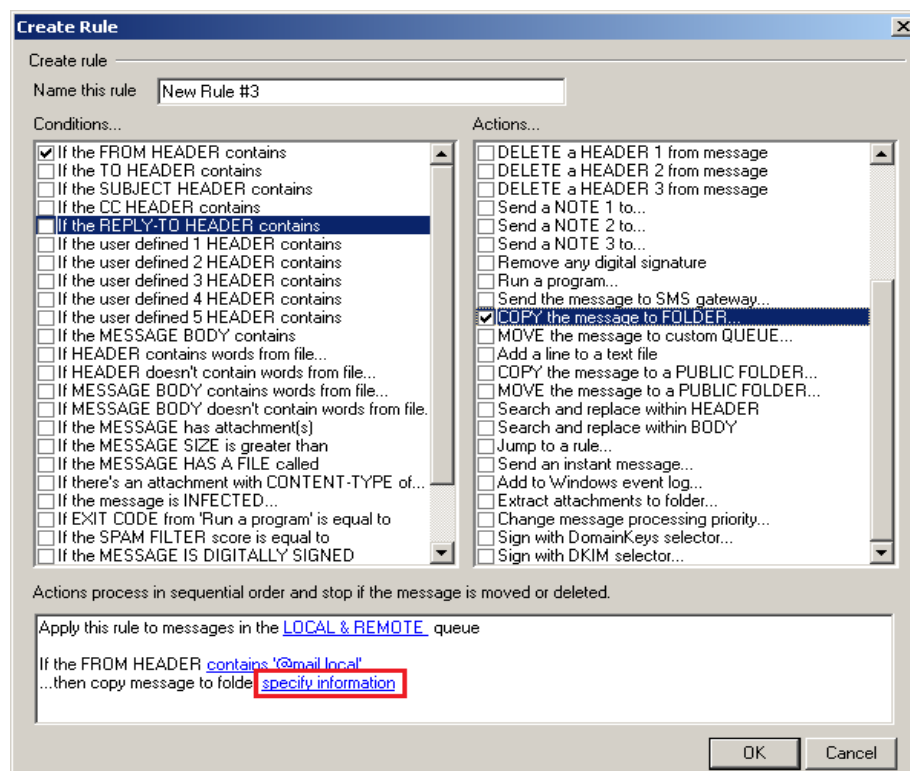 Create Rule
Create rule
Name this rule New Rule #3
Conditions...
If the FROM HEADER contains
If the TO HEADER contains
If the SUBJECT HEADER contains
If the CC HEADER contains
If the REPLY-TO HEADER contains
If the user defined 1 HEADER contains
If the user defined 2 HEADER contains
If the user defined 3 HEADER contains
If the user defined 4 HEADER contains
If the user defined 5 HEADER contains
If the MESSAGE BODY contains
If HEADER contains words from file...
If HEADER doesn't contain words from file...
If MESSAGE BODY contains words from file...
If MESSAGE BODY doesn't contain words from file.
If the MESSAGE has attachment(s)
If the MESSAGE SIZE is greater than
If the MESSAGE HAS A FILE called
If there's an attachment with CONTENT-TYPE of...
If the message is INFECTED...
If EXIT CODE from 'Run a program' is equal to
If the SPAM FILTER score is equal to
If the MESSAGE IS DIGITALLY SIGNED
Actions...
DELETE a HEADER 1 from message
DELETE a HEADER 2 from message
DELETE a HEADER 3 from message
Send a NOTE 1 to...
Send a NOTE 2 to...
Send a NOTE 3 to...
Remove any digital signature
Run a program...
Send the message to SMS gateway...
COPY the message to FOLDER...
MOVE the message to custom QUEUE...
Add a line to a text file
COPY the message to a PUBLIC FOLDER...
MOVE the message to a PUBLIC FOLDER...
Search and replace within HEADER
Search and replace within BODY
Jump to a rule...
Send an instant message...
Add to Windows event log...
Extract attachments to folder...
Change message processing priority...
Sign with DomainKeys selector...
Sign with DKIM selector...
Actions process in sequential order and stop if the message is moved or deleted.
Apply this rule to messages in the LOCAL & REMOTE queue
If the FROM HEADER contains '@mail.local'
...then copy message to folde specify information
OK Cancel